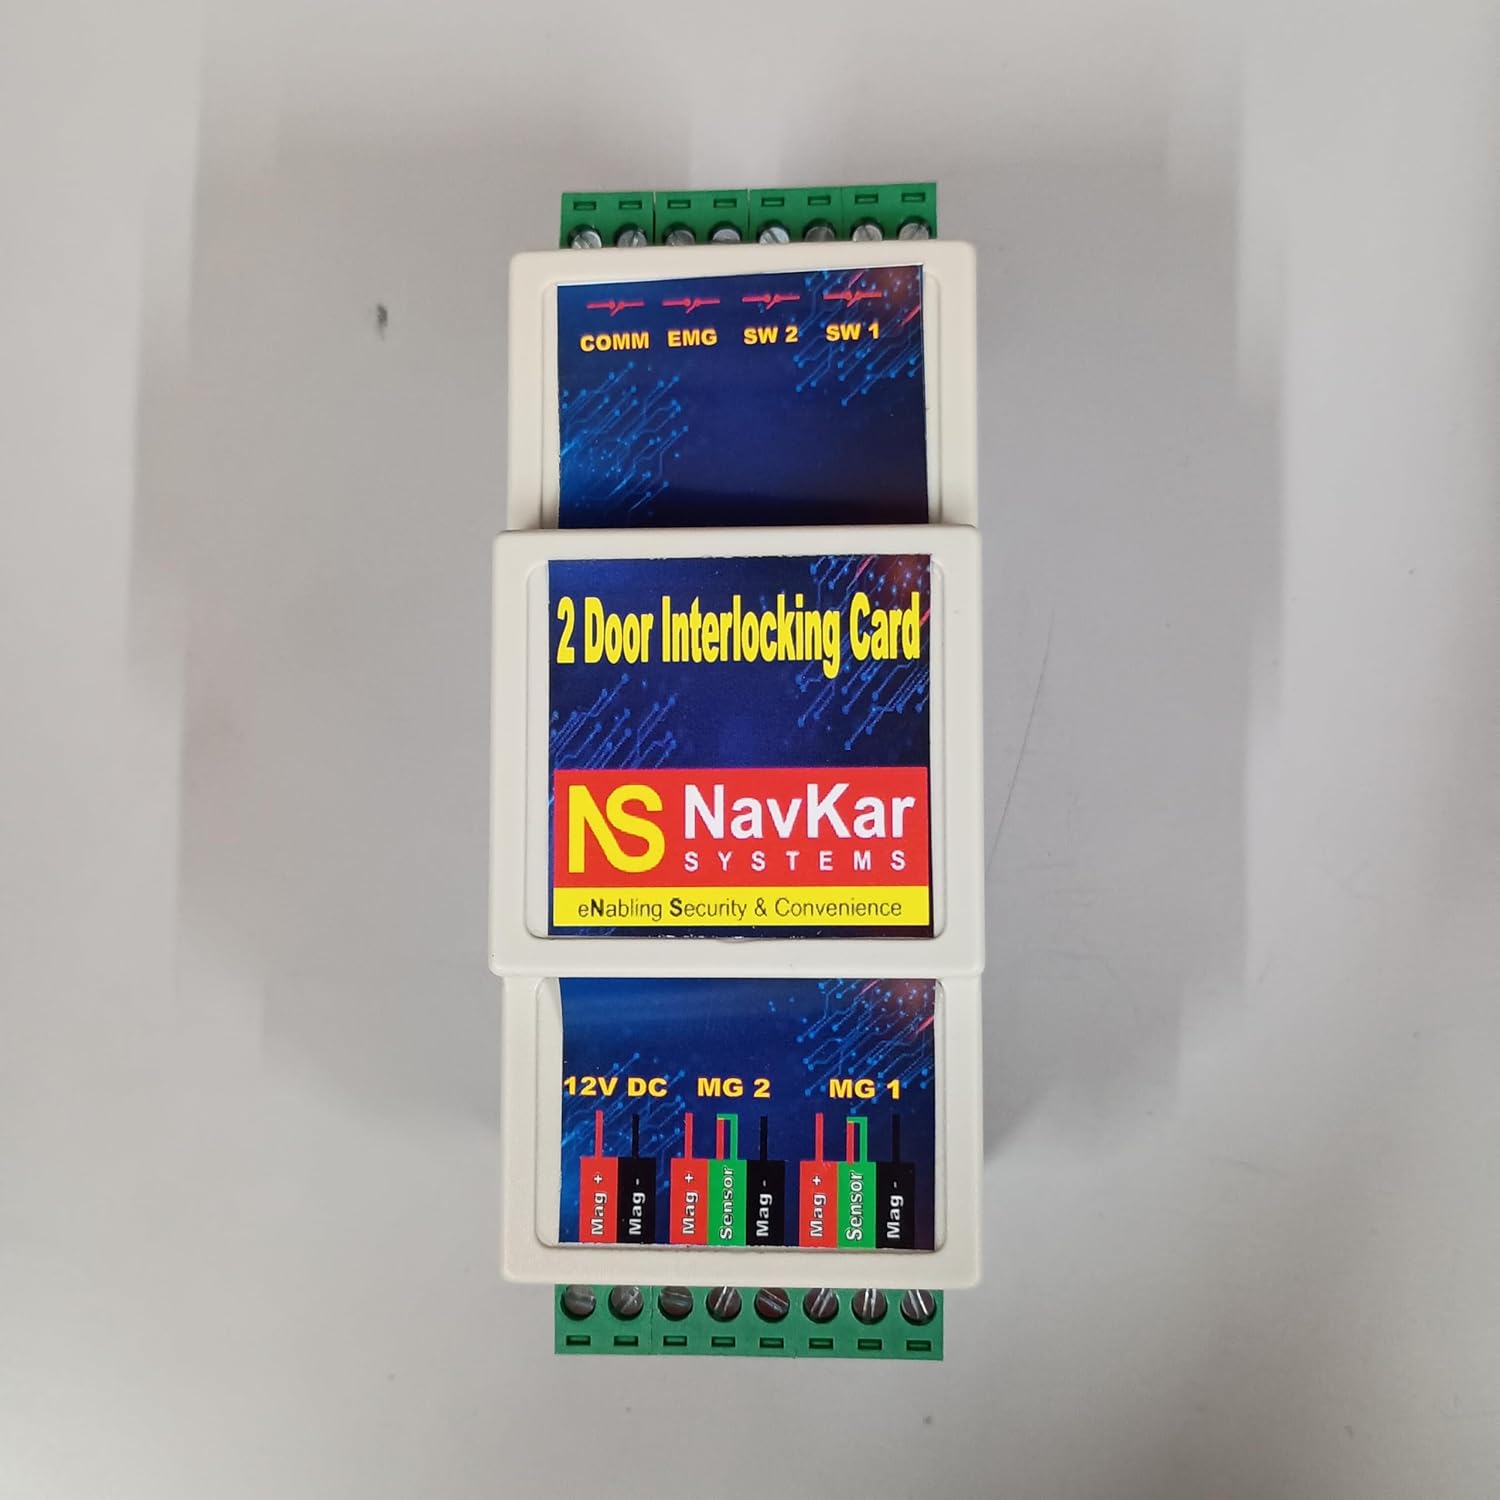 COMM EMG SW 2 SW 1
2 Door Interlocking Card
NS NavKar
SYSTEMS
eNabling Security & Convenience
12V DC MG 2 MG 1
Mag + Mag - Mag + Sensor Mag - Mag + Sensor Mag -